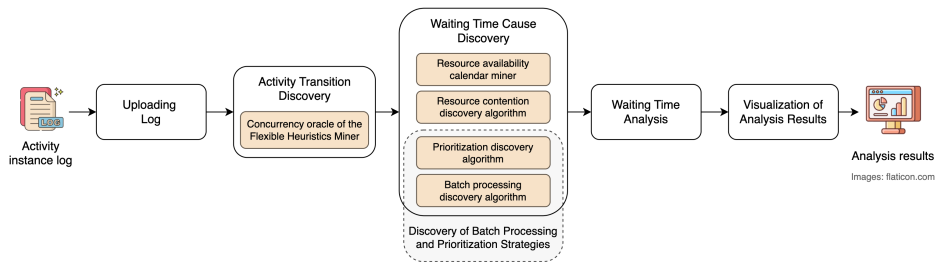 LOG
Activity
instance log
Uploading
Log
Activity Transition
Discovery
Concurrency oracle of the
Flexible Heuristics Miner
Waiting Time Cause
Discovery
Resource availability
calendar miner
Resource contention
discovery algorithm
Prioritization discovery
algorithm
Batch processing
discovery algorithm
Discovery of Batch Processing
and Prioritization Strategies
Waiting Time
Analysis
Visualization of
Analysis Results
Analysis results
Images: flaticon.com